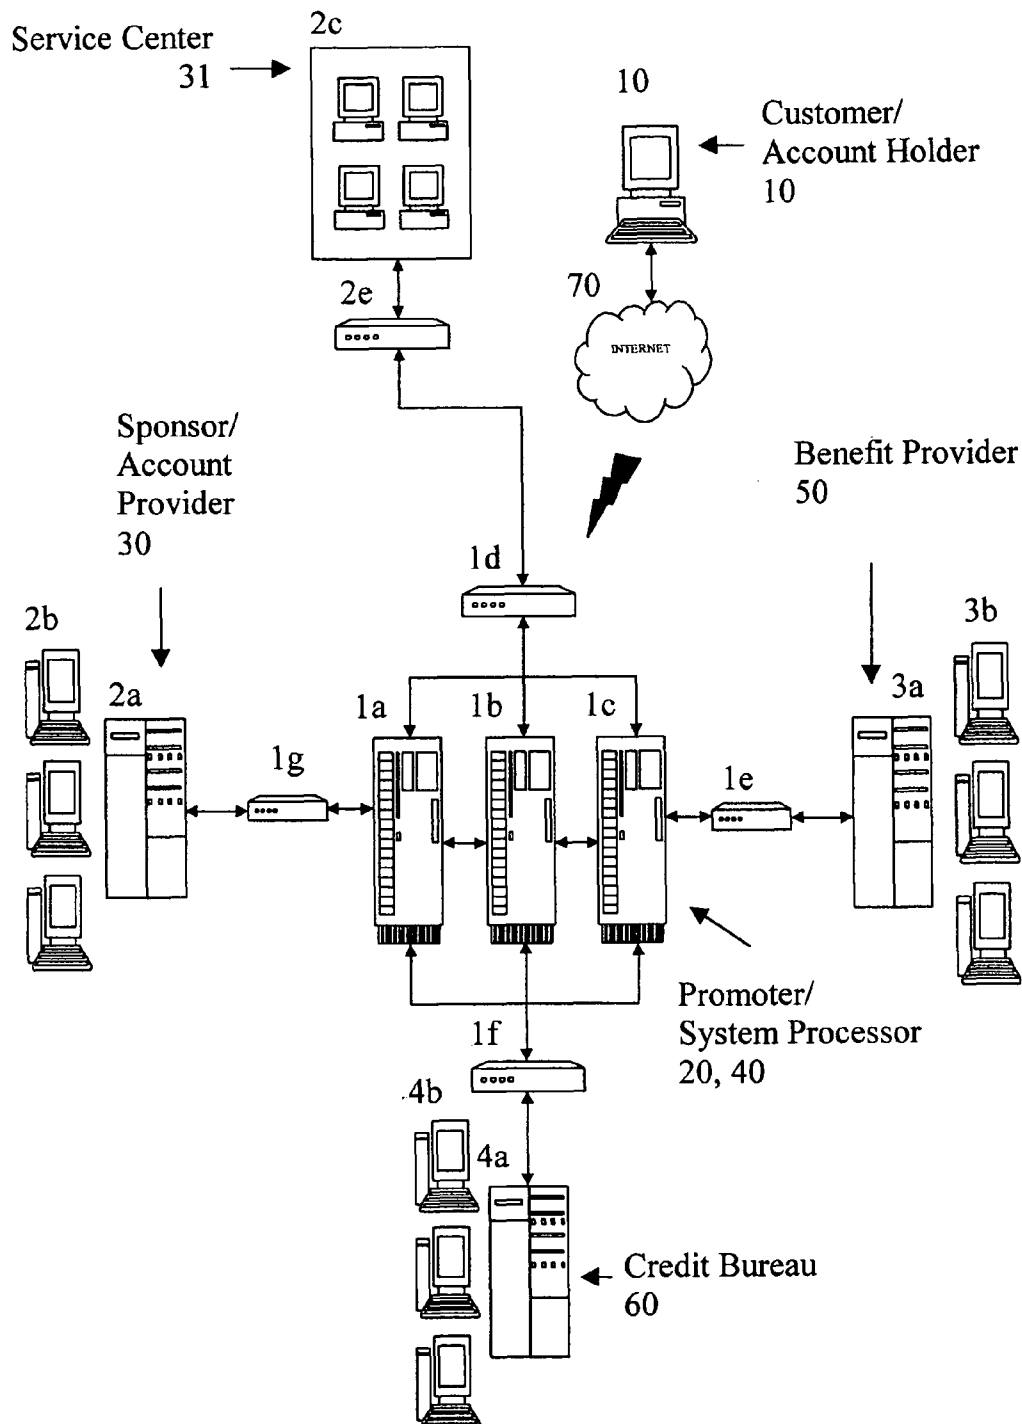 2c
Service Center
31
10
Customer/
Account Holder
10
2e
70
INTERNET
Sponsor/
Account
Provider
30
Benefit Provider
50
1d
2b
3b
2a
1a
1b
1c
3a
1g
1e
Promoter/
System Processor
20, 40
1f
4b
4a
Credit Bureau
60